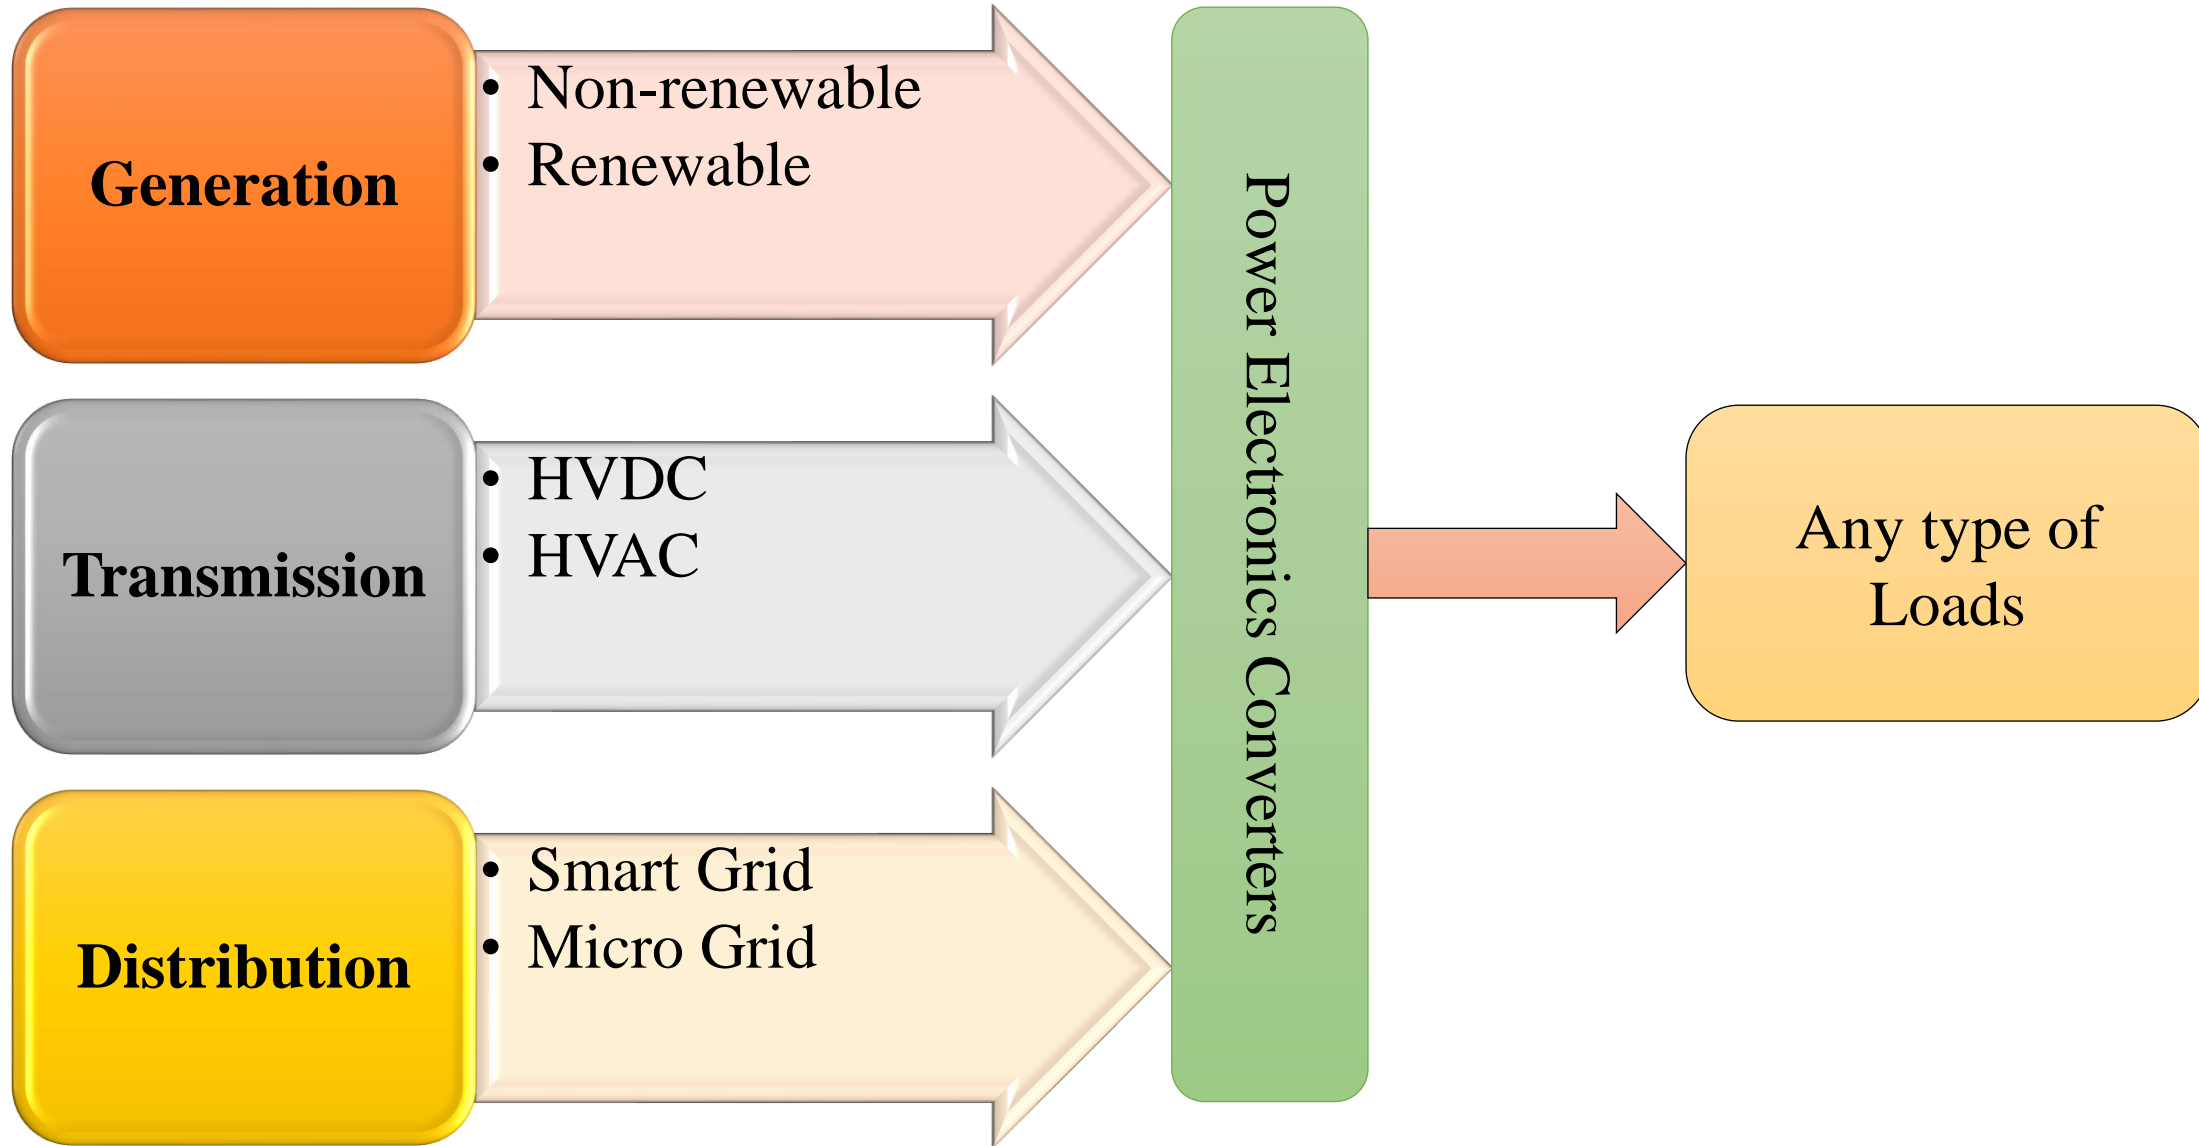 Generation
• Non-renewable
• Renewable
Transmission
• HVDC
• HVAC
Distribution
• Smart Grid
• Micro Grid
Power Electronics Converters
Any type of
Loads